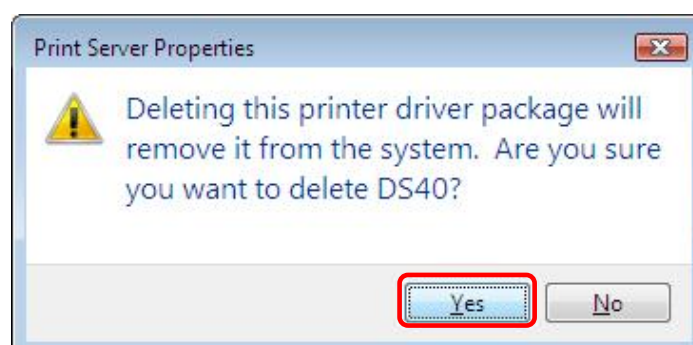 Print Server Properties
Deleting this printer driver package will
remove it from the system.  Are you sure
you want to delete DS40?
Yes
No